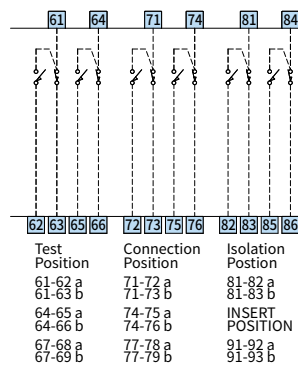 61 64 71 74 81 84
62 63 65 66 72 73 75 76 82 83 85 86
Test
Position
61-62 a
61-63 b
64-65 a
64-66 b
67-68 a
67-69 b
Connection
Position
71-72 a
71-73 b
74-75 a
74-76 b
77-78 a
77-79 b
Isolation
Postion
81-82 a
81-83 b
INSERT
POSITION
91-92 a
91-93 b